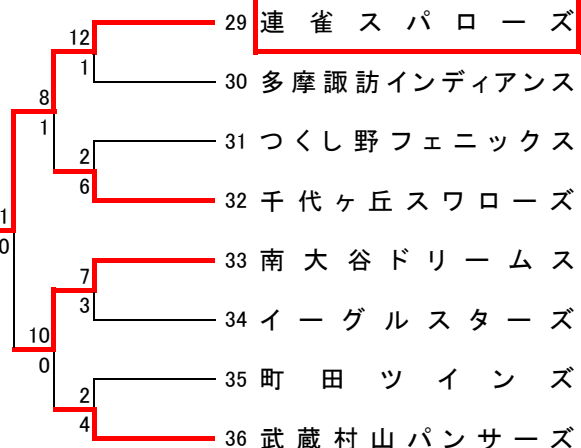 12
29 連雀スパローズ
1
30 多摩諏訪インディアンス
8
1
31 つくし野フェニックス
2
6
32 千代ヶ丘スワローズ
1
0
33 南大谷ドリームス
7
3
34 イーグルスターズ
10
0
35 町田ツインズ
2
4
36 武蔵村山パンサーズ